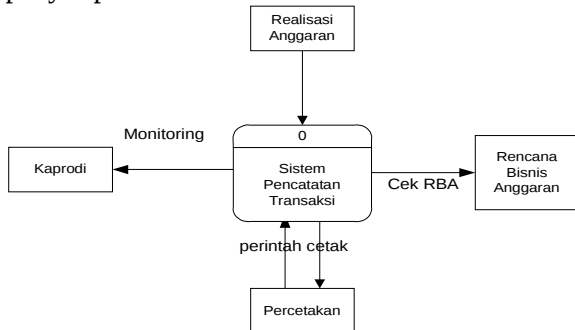 Realisasi
Anggaran
Monitoring
0
Kaprodi
Sistem
Pencatatan
Transaksi
Cek RBA
Rencana
Bisnis
Anggaran
perintah cetak
Percetakan